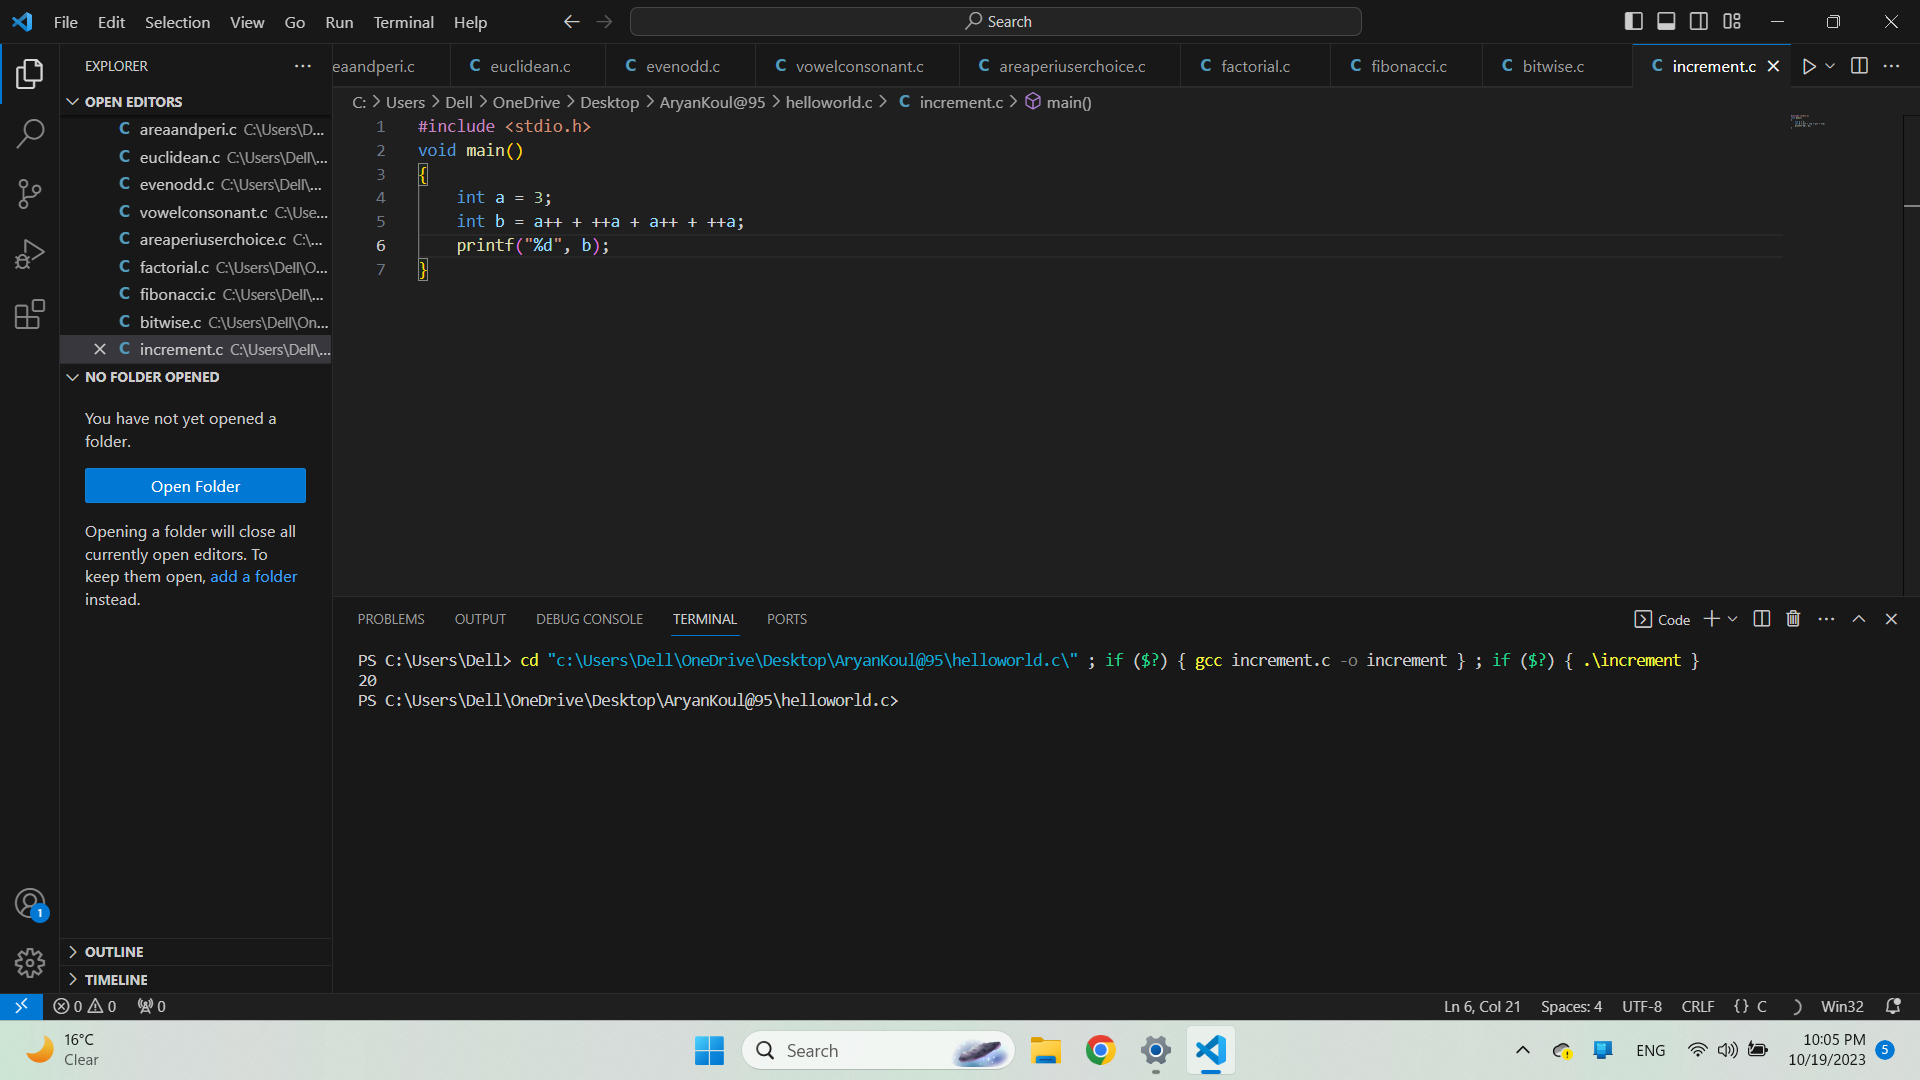 File Edit Selection View Go Run Terminal Help
Search
EXPLORER
OPEN EDITORS
areaandperi.c C:\Users\D...
euclidean.c C:\Users\Dell\...
evenodd.c C:\Users\Dell\...
vowelconsonant.c C:\Use...
areaperiuserchoice.c C:\...
factorial.c C:\Users\Dell\O...
fibonacci.c C:\Users\Dell\...
bitwise.c C:\Users\Dell\On...
increment.c C:\Users\Dell\...
NO FOLDER OPENED
You have not yet opened a
folder.
Open Folder
Opening a folder will close all
currently open editors. To
keep them open, add a folder
instead.
OUTLINE
TIMELINE
eaandperi.c euclidean.c evenodd.c vowelconsonant.c areaperiuserchoice.c factorial.c fibonacci.c bitwise.c increment.c
C: > Users > Dell > OneDrive > Desktop > AryanKoul@95 > helloworld.c > C increment.c > main()
1 #include <stdio.h>
2 void main()
3 {
4 int a = 3;
5 int b = a++ + ++a + a++ + ++a;
6 printf("%d", b);
7 }
PROBLEMS OUTPUT DEBUG CONSOLE TERMINAL PORTS
Code
PS C:\Users\Dell> cd "c:\Users\Dell\OneDrive\Desktop\AryanKoul@95\helloworld.c\" ; if ($?) { gcc increment.c -o increment } ; if ($?) { .\increment }
20
PS C:\Users\Dell\OneDrive\Desktop\AryanKoul@95\helloworld.c>
1
0 0 0
Ln 6, Col 21 Spaces: 4 UTF-8 CRLF {} C Win32
16°C
Clear
Search
ENG
10:05 PM
10/19/2023
5